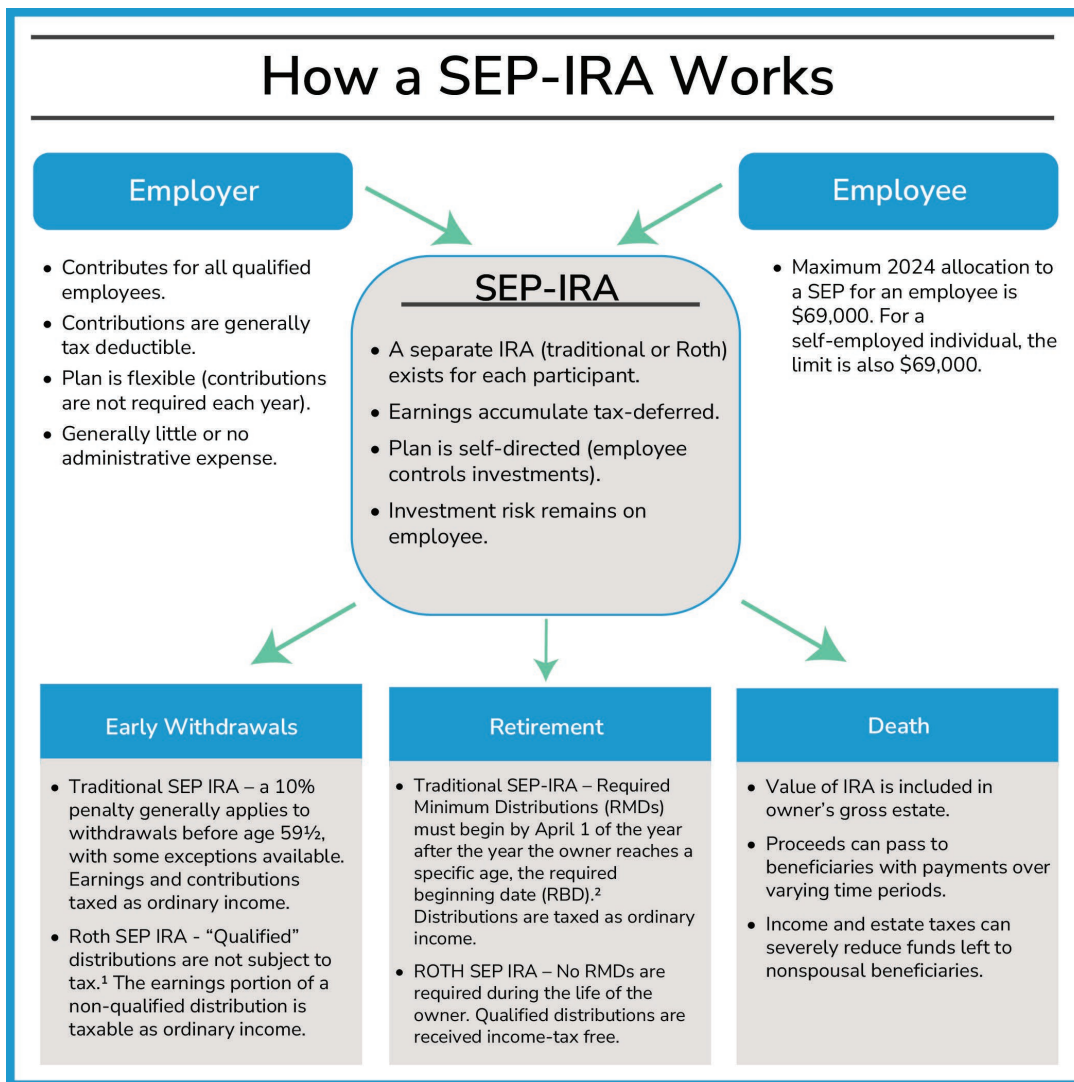 How a SEP-IRA Works
Employer
• Contributes for all qualified
employees.
• Contributions are generally
tax deductible.
• Plan is flexible (contributions
are not required each year).
• Generally little or no
administrative expense.
Employee
• Maximum 2024 allocation to
a SEP for an employee is
$69,000. For a
self-employed individual, the
limit is also $69,000.
SEP-IRA
• A separate IRA (traditional or Roth)
exists for each participant.
• Earnings accumulate tax-deferred.
• Plan is self-directed (employee
controls investments).
• Investment risk remains on
employee.
Early Withdrawals
• Traditional SEP IRA – a 10%
penalty generally applies to
withdrawals before age 59½,
with some exceptions available.
Earnings and contributions
taxed as ordinary income.
• Roth SEP IRA - “Qualified”
distributions are not subject to
tax.¹ The earnings portion of a
non-qualified distribution is
taxable as ordinary income.
Retirement
• Traditional SEP-IRA – Required
Minimum Distributions (RMDs)
must begin by April 1 of the year
after the year the owner reaches a
specific age, the required
beginning date (RBD).²
Distributions are taxed as ordinary
income.
• ROTH SEP IRA – No RMDs are
required during the life of the
owner. Qualified distributions are
received income-tax free.
Death
• Value of IRA is included in
owner’s gross estate.
• Proceeds can pass to
beneficiaries with payments over
varying time periods.
• Income and estate taxes can
severely reduce funds left to
nonspousal beneficiaries.